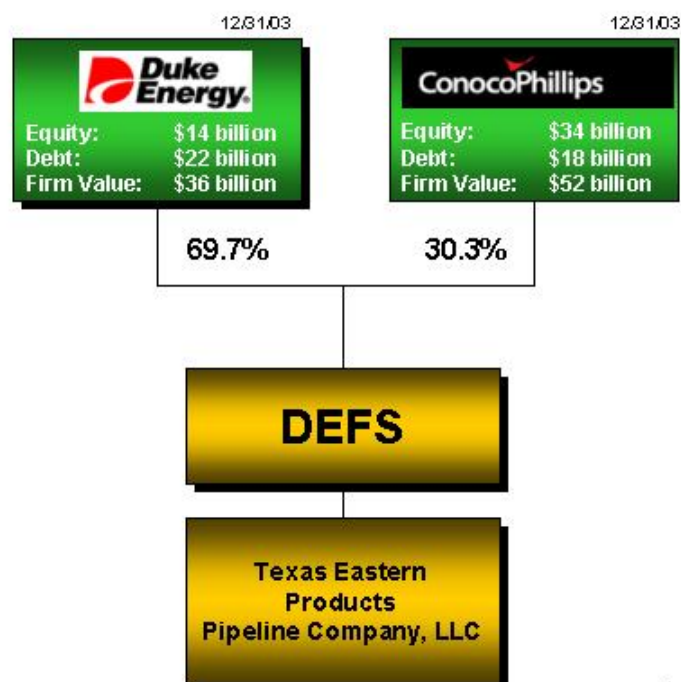 12/31/03
Duke
Energy.
Equity: $14 billion
Debt: $22 billion
Firm Value: $36 billion
12/31/03
ConocoPhillips
Equity: $34 billion
Debt: $18 billion
Firm Value: $52 billion
69.7%
30.3%
DEFS
Texas Eastern
Products
Pipeline Company, LLC